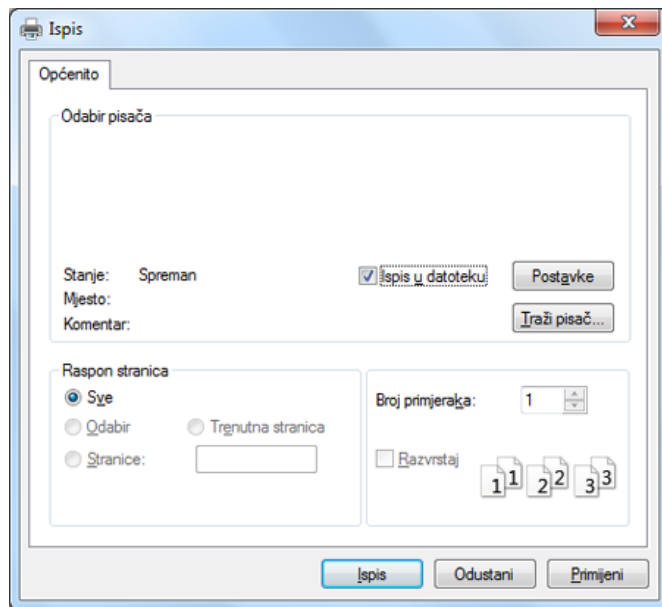 Ispis
Općenito
Odabir pisača
Stanje: Spreman
Ispis u datoteku
Postavke
Mjesto:
Komentar:
Traži pisač...
Raspon stranica
Sve
Odabir
Trenutna stranica
Stranice:
Broj primjeraka: 1
Razvrstaj
1 1 2 2 3 3
Ispis Odustani Primijeni